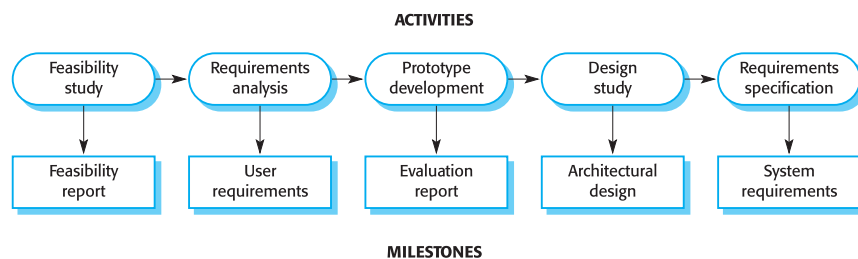 ACTIVITIES
Feasibility
study
Requirements
analysis
Prototype
development
Design
study
Requirements
specification
Feasibility
report
User
requirements
Evaluation
report
Architectural
design
System
requirements
MILESTONES